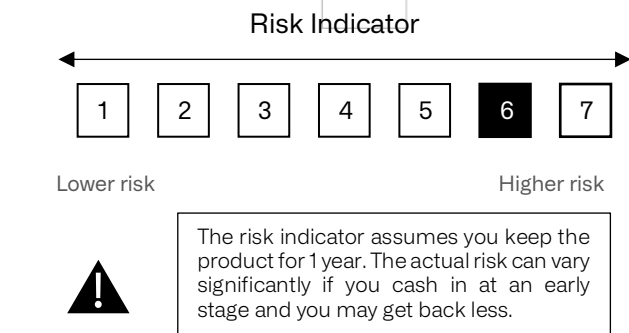 Risk Indicator
1 2 3 4 5 6 7
Lower risk Higher risk
The risk indicator assumes you keep the
product for 1 year. The actual risk can vary
significantly if you cash in at an early
stage and you may get back less.